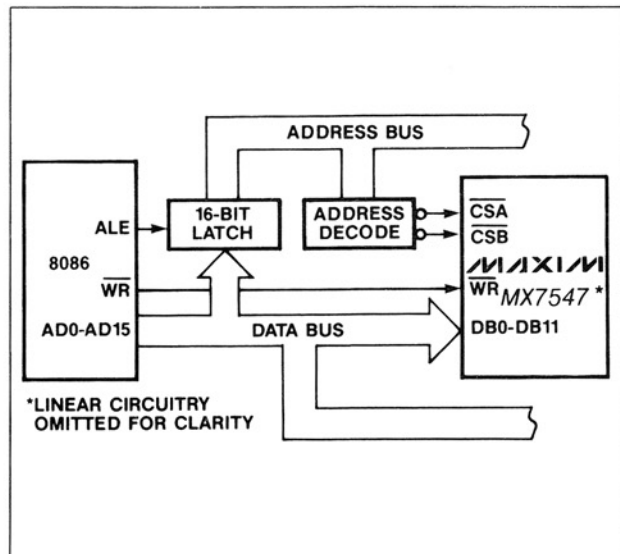 ADDRESS BUS
ALE
16-BIT
LATCH
ADDRESS
DECODE
CSA
CSB
8086
MAXIM
WR
WR
MX7547 *
AD0-AD15
DATA BUS
DB0-DB11
*LINEAR CIRCUITRY
OMITTED FOR CLARITY